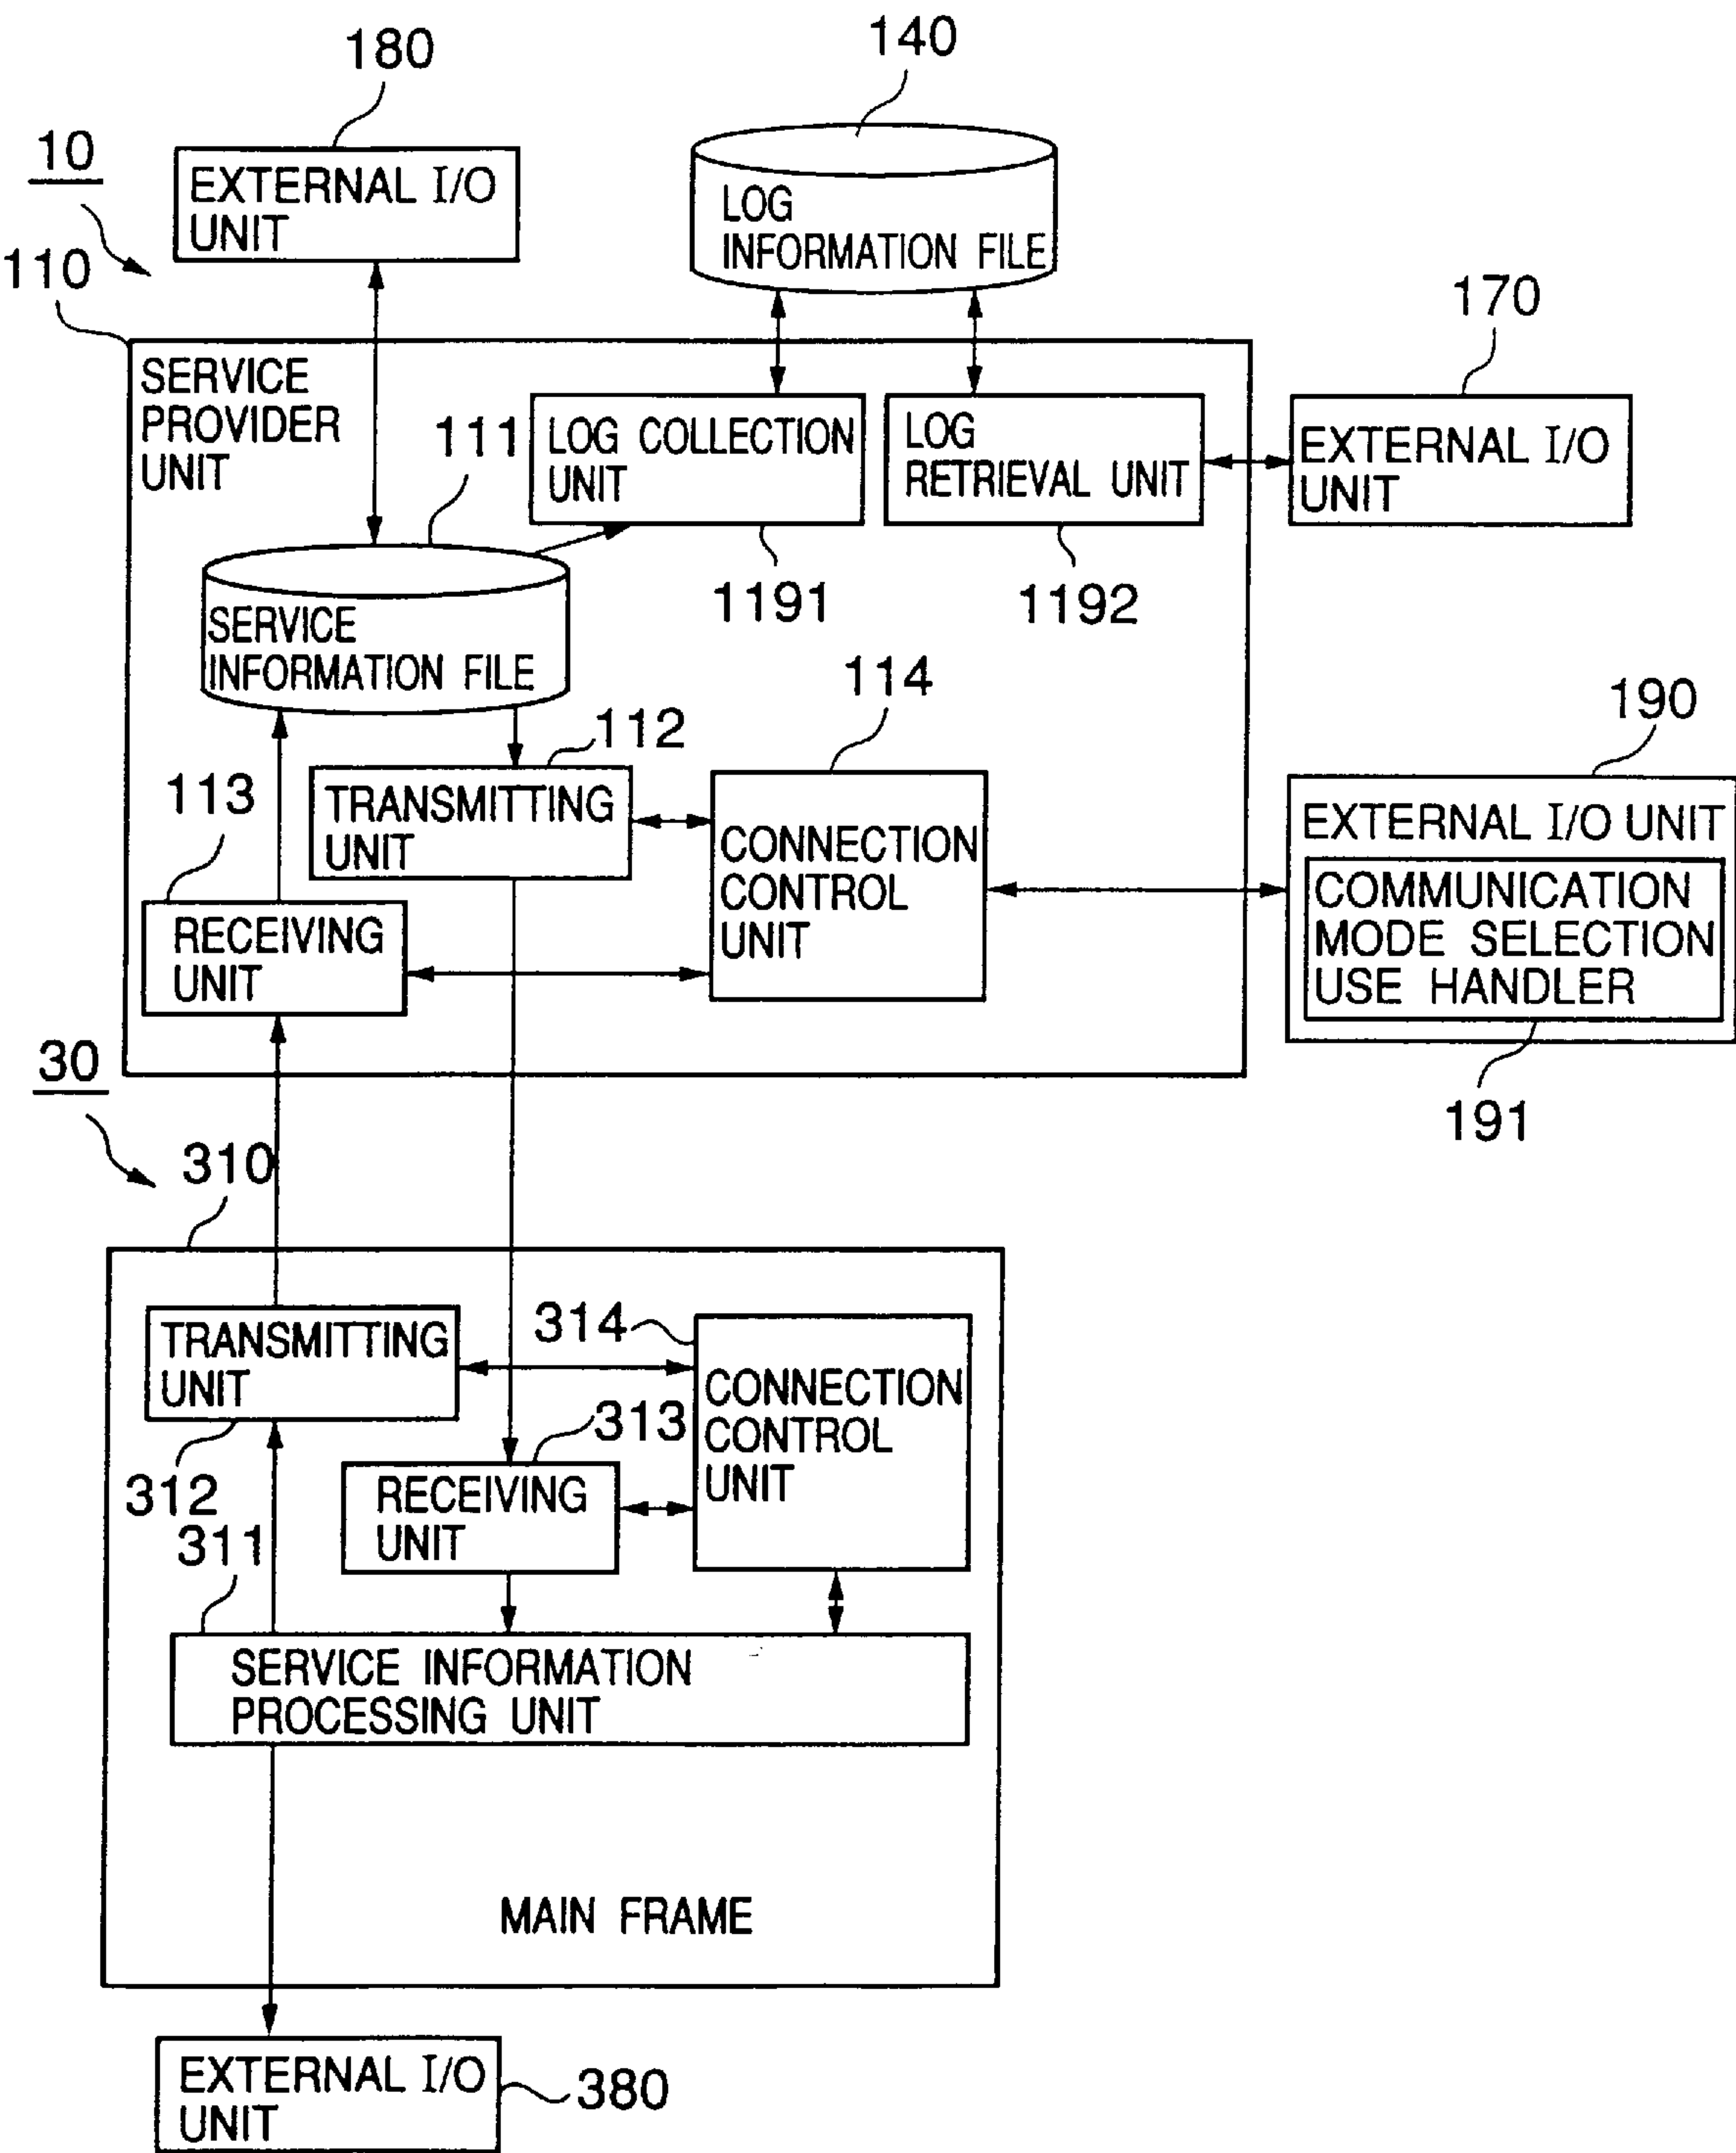 180
140
10
EXTERNAL I/O
UNIT
LOG
INFORMATION FILE
110
170
SERVICE
PROVIDER
UNIT
111
LOG COLLECTION
UNIT
LOG
RETRIEVAL UNIT
EXTERNAL I/O
UNIT
1191
1192
SERVICE
INFORMATION FILE
114
190
112
113
TRANSMITTING
UNIT
CONNECTION
CONTROL
UNIT
EXTERNAL I/O UNIT
COMMUNICATION
MODE SELECTION
USE HANDLER
RECEIVING
UNIT
30
191
310
TRANSMITTING
UNIT
314
CONNECTION
CONTROL
UNIT
313
312
RECEIVING
UNIT
311
SERVICE INFORMATION
PROCESSING UNIT
MAIN FRAME
EXTERNAL I/O
UNIT
380